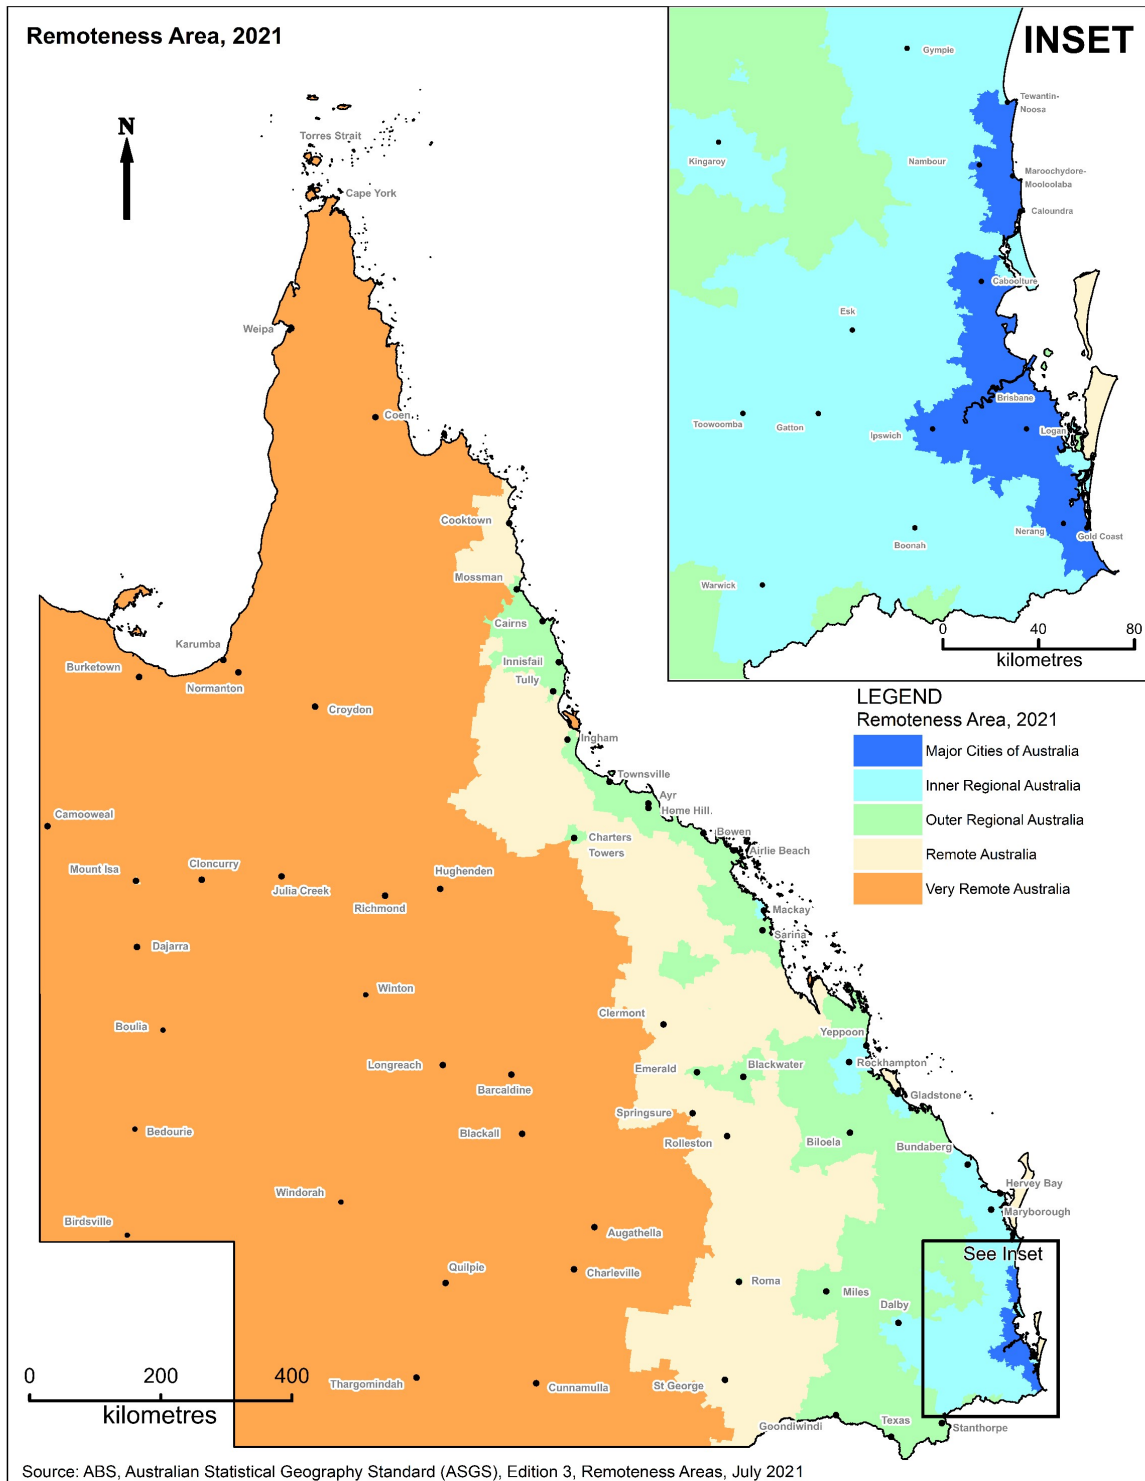 Remoteness Area, 2021
INSET
N
Torres Strait
Cape York
Weipa
Coen
Cooktown
Mossman
Cairns
Innisfail
Tully
Karumba
Burketown
Normanton
Croydon
Ingham
Townsville
Ayr
Home Hill.
Bowen
Airlie Beach
Camooweal
Charters
Towers
Mount Isa
Cloncurry
Julia Creek
Richmond
Hughenden
Mackay
Sarina
Dajarra
Winton
Clermont
Boulia
Yeppoon
Longreach
Barcaldine
Emerald
Blackwater
Rockhampton
Gladstone
Springsure
Rolleston
Biloela
Bedourie
Blackall
Bundaberg
Windorah
Hervey Bay
Maryborough
Birdsville
Augathella
See Inset
Charleville
Quilpie
Roma
Miles
Dalby
Thargomindah
Cunnamulla
St George
Goondiwindi
Texas
Stanthorpe
Gympie
Tewantin-
Noosa
Kingaroy
Nambour
Maroochydore-
Mooloolaba
Caloundra
Caboolture
Esk
Brisbane
Toowoomba
Gatton
Ipswich
Logan
Boonah
Nerang
Gold Coast
Warwick
0 40 80
kilometres
LEGEND
Remoteness Area, 2021
Major Cities of Australia
Inner Regional Australia
Outer Regional Australia
Remote Australia
Very Remote Australia
0 200 400
kilometres
Source: ABS, Australian Statistical Geography Standard (ASGS), Edition 3, Remoteness Areas, July 2021